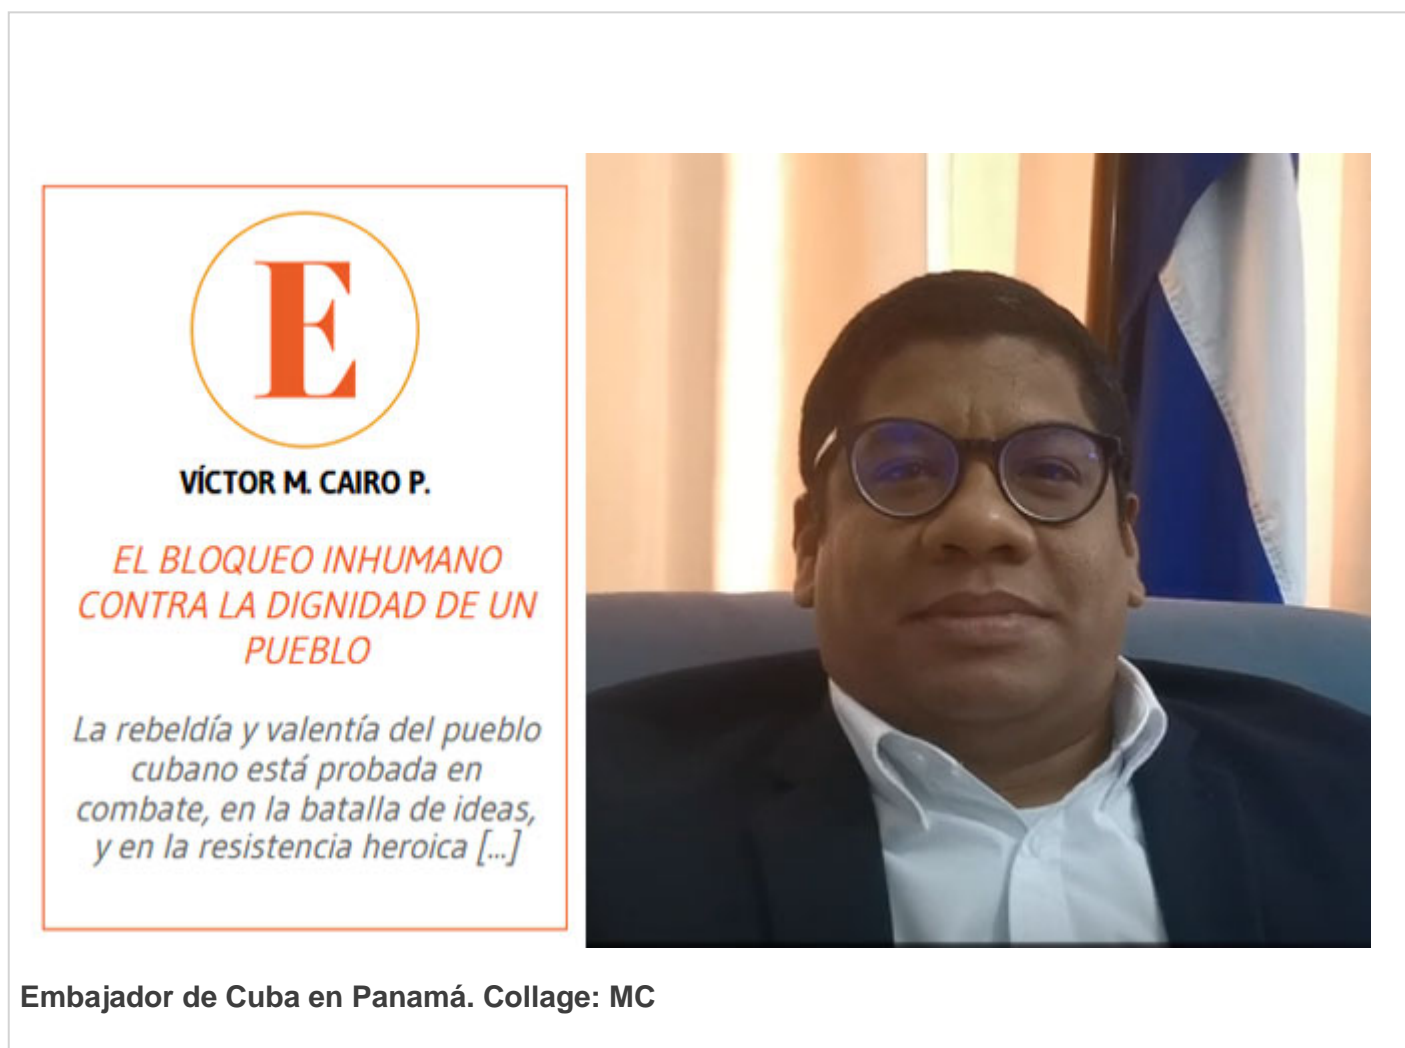 E
VÍCTOR M. CAIRO P.
EL BLOQUEO INHUMANO
CONTRA LA DIGNIDAD DE UN
PUEBLO
La rebeldía y valentía del pueblo
cubano está probada en
combate, en la batalla de ideas,
y en la resistencia heroica [...]
Embajador de Cuba en Panamá. Collage: MC